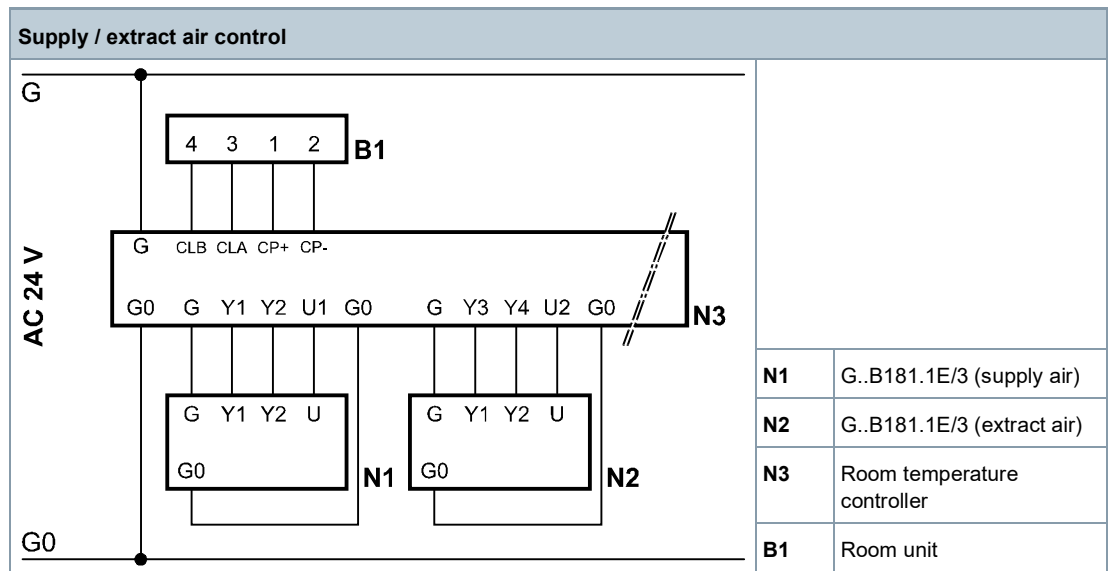 Supply / extract air control
G
4 3 1 2 B1
G CLB CLA CP+ CP-
AC 24 V
G0 G Y1 Y2 U1 G0 G Y3 Y4 U2 G0 N3
G Y1 Y2 U G Y1 Y2 U
G0 N1 G0 N2
G0
N1 G..B181.1E/3 (supply air)
N2 G..B181.1E/3 (extract air)
N3 Room temperature
controller
B1 Room unit